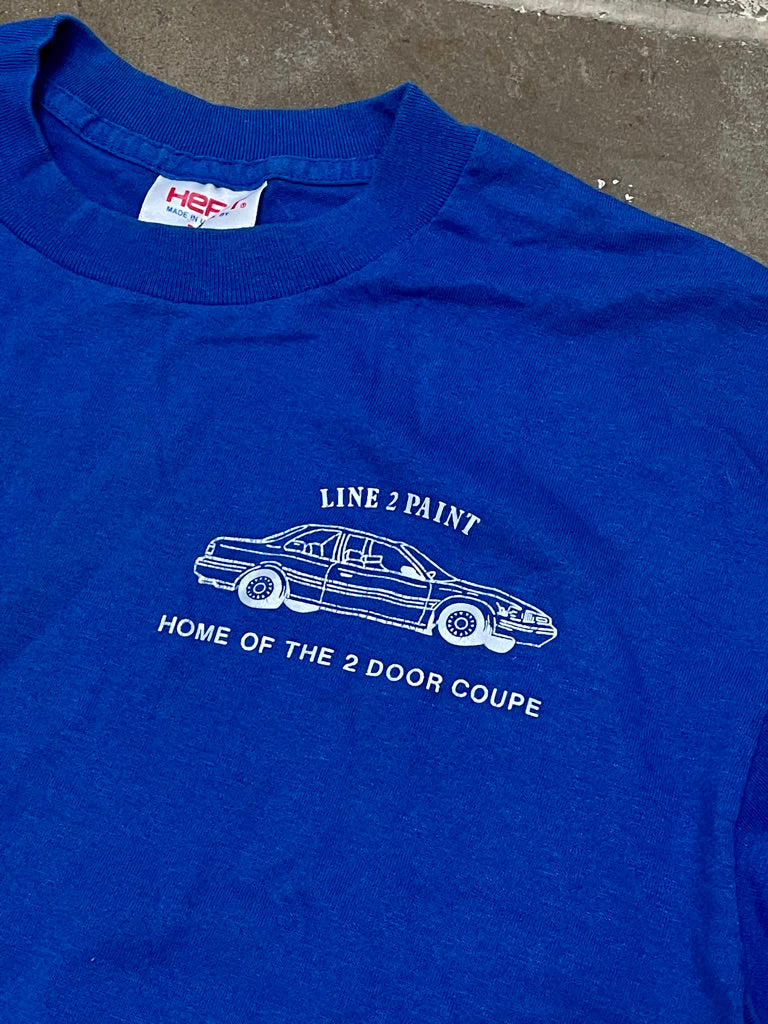 MADE IN
LINE 2 PAINT
HOME OF THE 2 DOOR COUPE